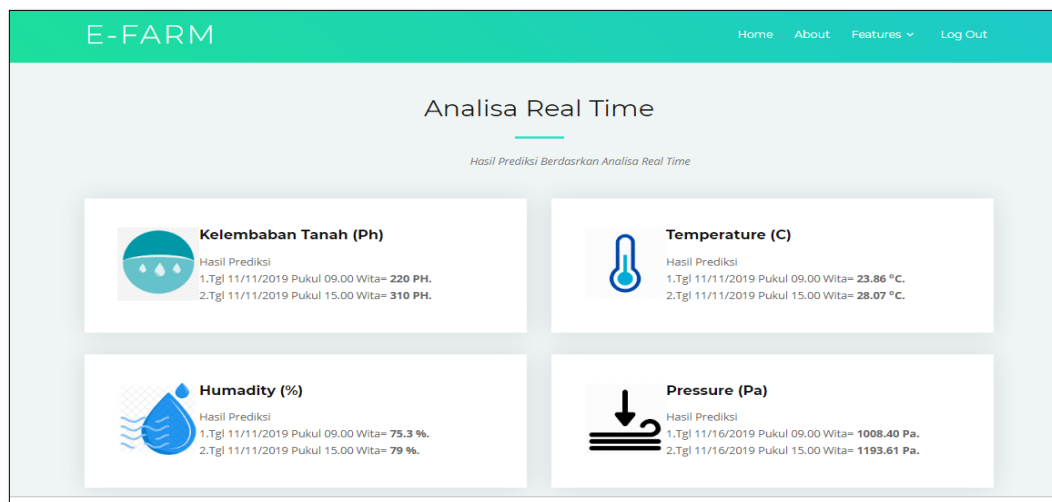 E-FARM
Home About Features Log Out
Analisa Real Time
Hasil Prediksi Berdasrkan Analisa Real Time
Kelembaban Tanah (Ph)
Hasil Prediksi
1.Tgl 11/11/2019 Pukul 09.00 Wita= 220 PH.
2.Tgl 11/11/2019 Pukul 15.00 Wita= 310 PH.
Temperature (C)
Hasil Prediksi
1.Tgl 11/11/2019 Pukul 09.00 Wita= 23.86 °C.
2.Tgl 11/11/2019 Pukul 15.00 Wita= 28.07 °C.
Humadity (%)
Hasil Prediksi
1.Tgl 11/11/2019 Pukul 09.00 Wita= 75.3 %.
2.Tgl 11/11/2019 Pukul 15.00 Wita= 79 %.
Pressure (Pa)
Hasil Prediksi
1.Tgl 11/16/2019 Pukul 09.00 Wita= 1008.40 Pa.
2.Tgl 11/16/2019 Pukul 15.00 Wita= 1193.61 Pa.